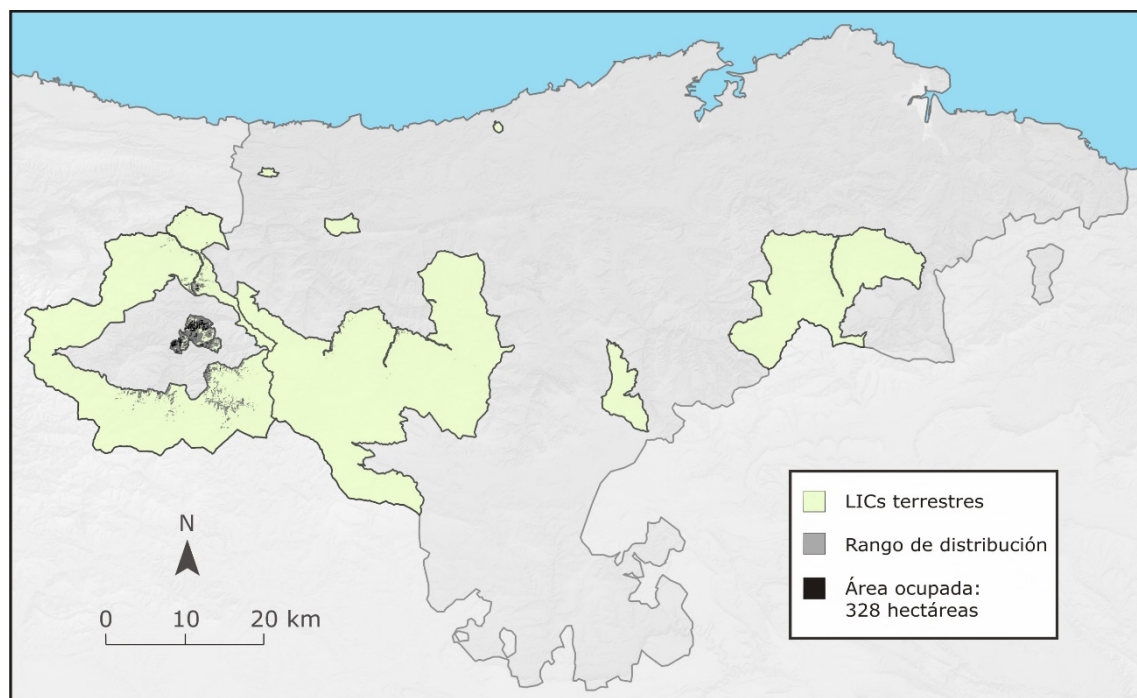 LICs terrestres
Rango de distribución
Área ocupada:
328 hectáreas
N
0 10 20 km